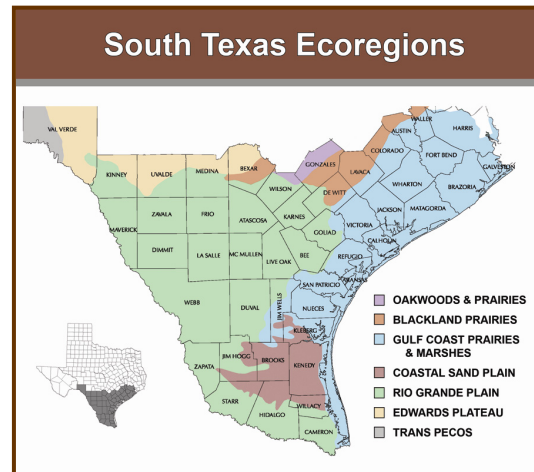 South Texas Ecoregions
VAL VERDE
KINNEY
UVALDE
MEDINA
BEXAR
WILSON
GONZALES
LAVACA
DE WITT
COLORADO
AUSTIN
WALLER
HARRIS
FORT BEND
GALVESTON
BRAZORIA
WHARTON
MATAGORDA
JACKSON
VICTORIA
CALHOUN
MAVERICK
ZAVALA
FRIO
ATASCOSA
KARNES
GOLIAD
DIMMIT
LA SALLE
MC MULLEN
LIVE OAK
BEE
REFUGIO
ARANSAS
SAN PATRICIO
WEBB
DUVAL
JIM WELLS
NUECES
KLEBERG
ZAPATA
JIM HOGG
BROOKS
KENEDY
STARR
HIDALGO
WILLACY
CAMERON
OAKWOODS & PRAIRIES
BLACKLAND PRAIRIES
GULF COAST PRAIRIES
& MARSHES
COASTAL SAND PLAIN
RIO GRANDE PLAIN
EDWARDS PLATEAU
TRANS PECOS